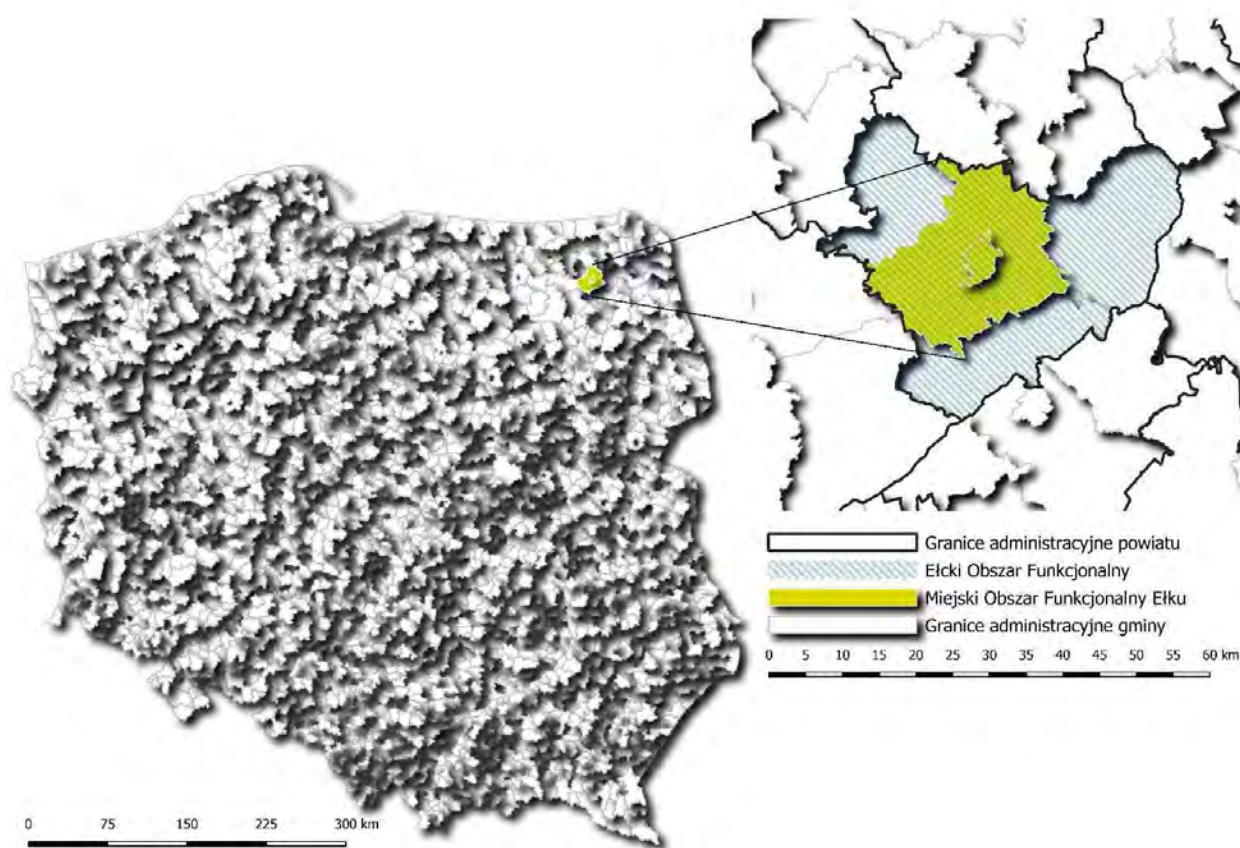 Granice administracyjne powiatu
Ełcki Obszar Funkcjonalny
Miejski Obszar Funkcjonalny Ełku
Granice administracyjne gminy
0 5 10 15 20 25 30 35 40 45 50 55 60 km
0 75 150 225 300 km